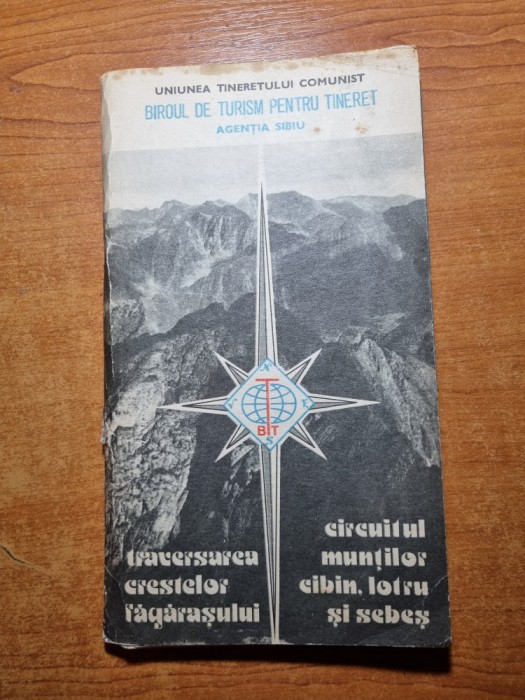 UNIUNEA TINERETULUI COMUNIST
BIROUL DE TURISM PENTRU TINERET
AGENȚIA SIBIU
N
BTT
S
traversarea
crestelor
făgărașului
circuitul
munților
cibin, lotru
și sebeș